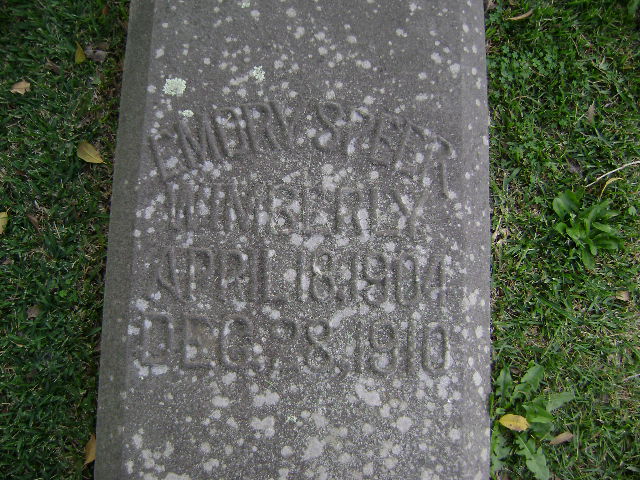 EMORY SPEER
WIMBERLY
APRIL 18, 1904
DEC. 28, 1910